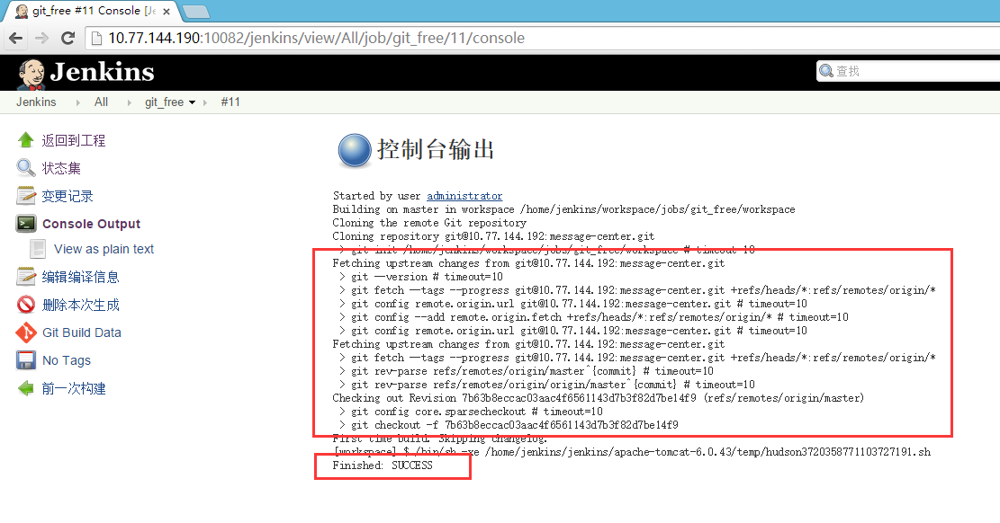 git_free #11 Console [Je
10.77.144.190:10082/jenkins/view/All/job/git_free/11/console
Jenkins
查找
Jenkins All git_free #11
返回到工程
状态集
变更记录
Console Output
View as plain text
编辑编译信息
删除本次生成
Git Build Data
No Tags
前一次构建
控制台输出
Started by user administrator
Building on master in workspace /home/jenkins/workspace/jobs/git_free/workspace
Cloning the remote Git repository
Cloning repository git@10.77.144.192:message-center.git
> git init /home/jenkins/workspace/jobs/git_free/workspace # timeout=10
Fetching upstream changes from git@10.77.144.192:message-center.git
> git --version # timeout=10
> git fetch --tags --progress git@10.77.144.192:message-center.git +refs/heads/*:refs/remotes/origin/*
> git config remote.origin.url git@10.77.144.192:message-center.git # timeout=10
> git config --add remote.origin.fetch +refs/heads/*:refs/remotes/origin/* # timeout=10
> git config remote.origin.url git@10.77.144.192:message-center.git # timeout=10
Fetching upstream changes from git@10.77.144.192:message-center.git
> git fetch --tags --progress git@10.77.144.192:message-center.git +refs/heads/*:refs/remotes/origin/*
> git rev-parse refs/remotes/origin/master^{commit} # timeout=10
> git rev-parse refs/remotes/origin/origin/master^{commit} # timeout=10
Checking out Revision 7b63b8eccac03aac4f6561143d7b3f82d7be14f9 (refs/remotes/origin/master)
> git config core.sparsecheckout # timeout=10
> git checkout -f 7b63b8eccac03aac4f6561143d7b3f82d7be14f9
First time build. Skipping changelog.
[workspace] $ /bin/sh -xe /home/jenkins/jenkins/apache-tomcat-6.0.43/temp/hudson3720358771103727191.sh
Finished: SUCCESS